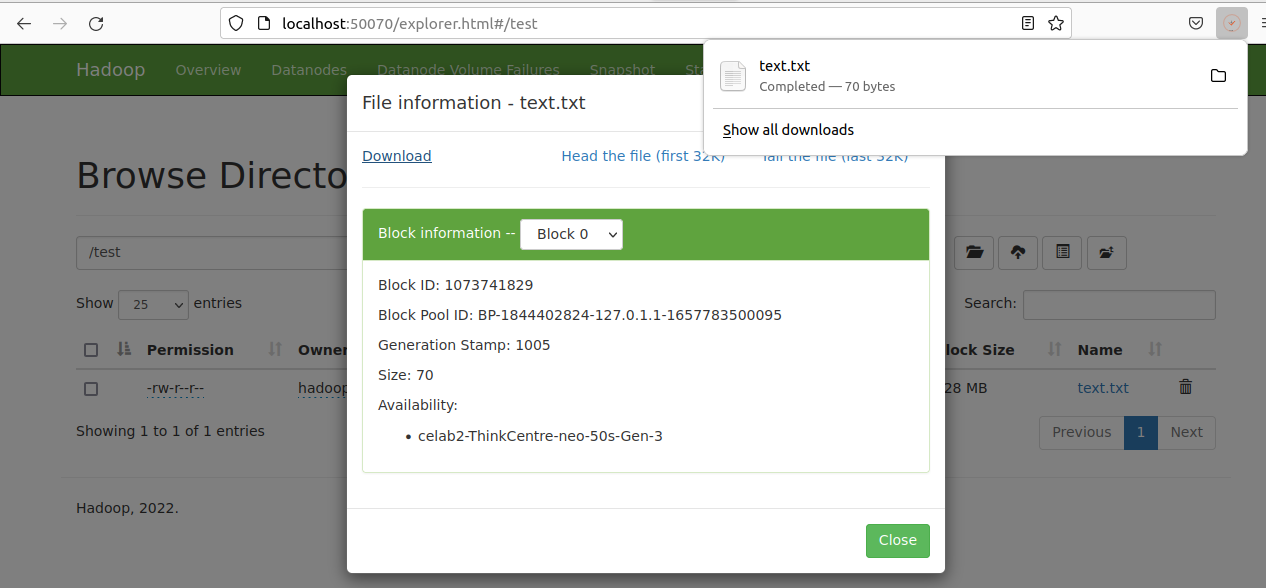 localhost:50070/explorer.html#/test
text.txt
Completed — 70 bytes
Show all downloads
Hadoop Overview Datanodes Datanode Volume Failures Snapshot
File information - text.txt
Download Head the file (first 32K) Tail the file (last 32K)
Browse Directo
Block information -- Block 0
/test
Block ID: 1073741829
Block Pool ID: BP-1844402824-127.0.1.1-1657783500095
Generation Stamp: 1005
Size: 70
Availability:
• celab2-ThinkCentre-neo-50s-Gen-3
Show 25 entries
Search:
Permission Owner lock Size Name
-rw-r--r-- hadoop 28 MB text.txt
Showing 1 to 1 of 1 entries
Previous 1 Next
Hadoop, 2022.
Close